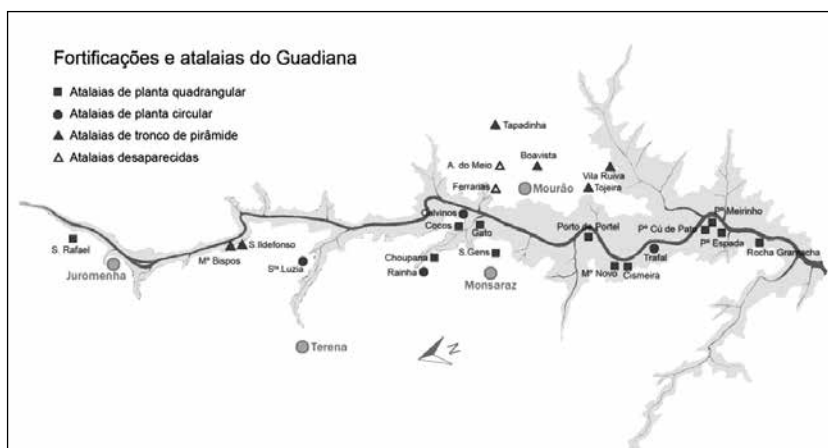 Fortificações e atalaias do Guadiana
Atalaias de planta quadrangular
Atalaias de planta circular
Atalaias de tronco de pirâmide
Atalaias desaparecidas
Tapadinha
A. do Meio
Boavista
Vila Ruiva
Ferrarias
Mourão
Tojeira
Calvinos
Cocos
Gato
Porto de Portel
Pº Meirinho
Pº Cú de Pato
Pº Espada
S. Rafael
Juromenha
Mº Bispos
S.Ildefonso
Stª Luzia
Choupana
Rainha
S.Gens
Monsaraz
Mº Novo
Cismeira
Trafal
Rocha Granacha
Terena
N